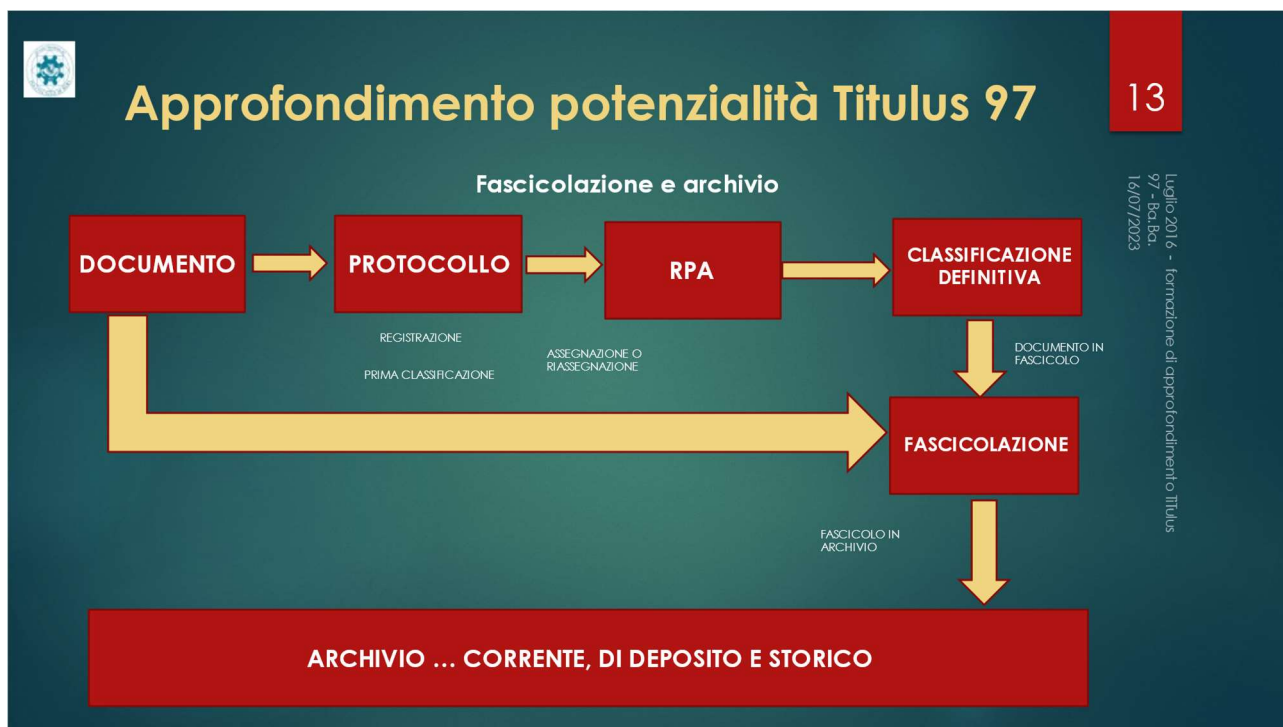 Approfondimento potenzialità Titulus 97
13
Fascicolazione e archivio
DOCUMENTO
PROTOCOLLO
RPA
CLASSIFICAZIONE
DEFINITIVA
REGISTRAZIONE
PRIMA CLASSIFICAZIONE
ASSEGNAZIONE O
RIASSEGNAZIONE
DOCUMENTO IN
FASCICOLO
FASCICOLAZIONE
FASCICOLO IN
ARCHIVIO
ARCHIVIO … CORRENTE, DI DEPOSITO E STORICO
Luglio 2016 - formazione di approfondimento TiTulus
97 - Ba.Ba.
16/07/2023